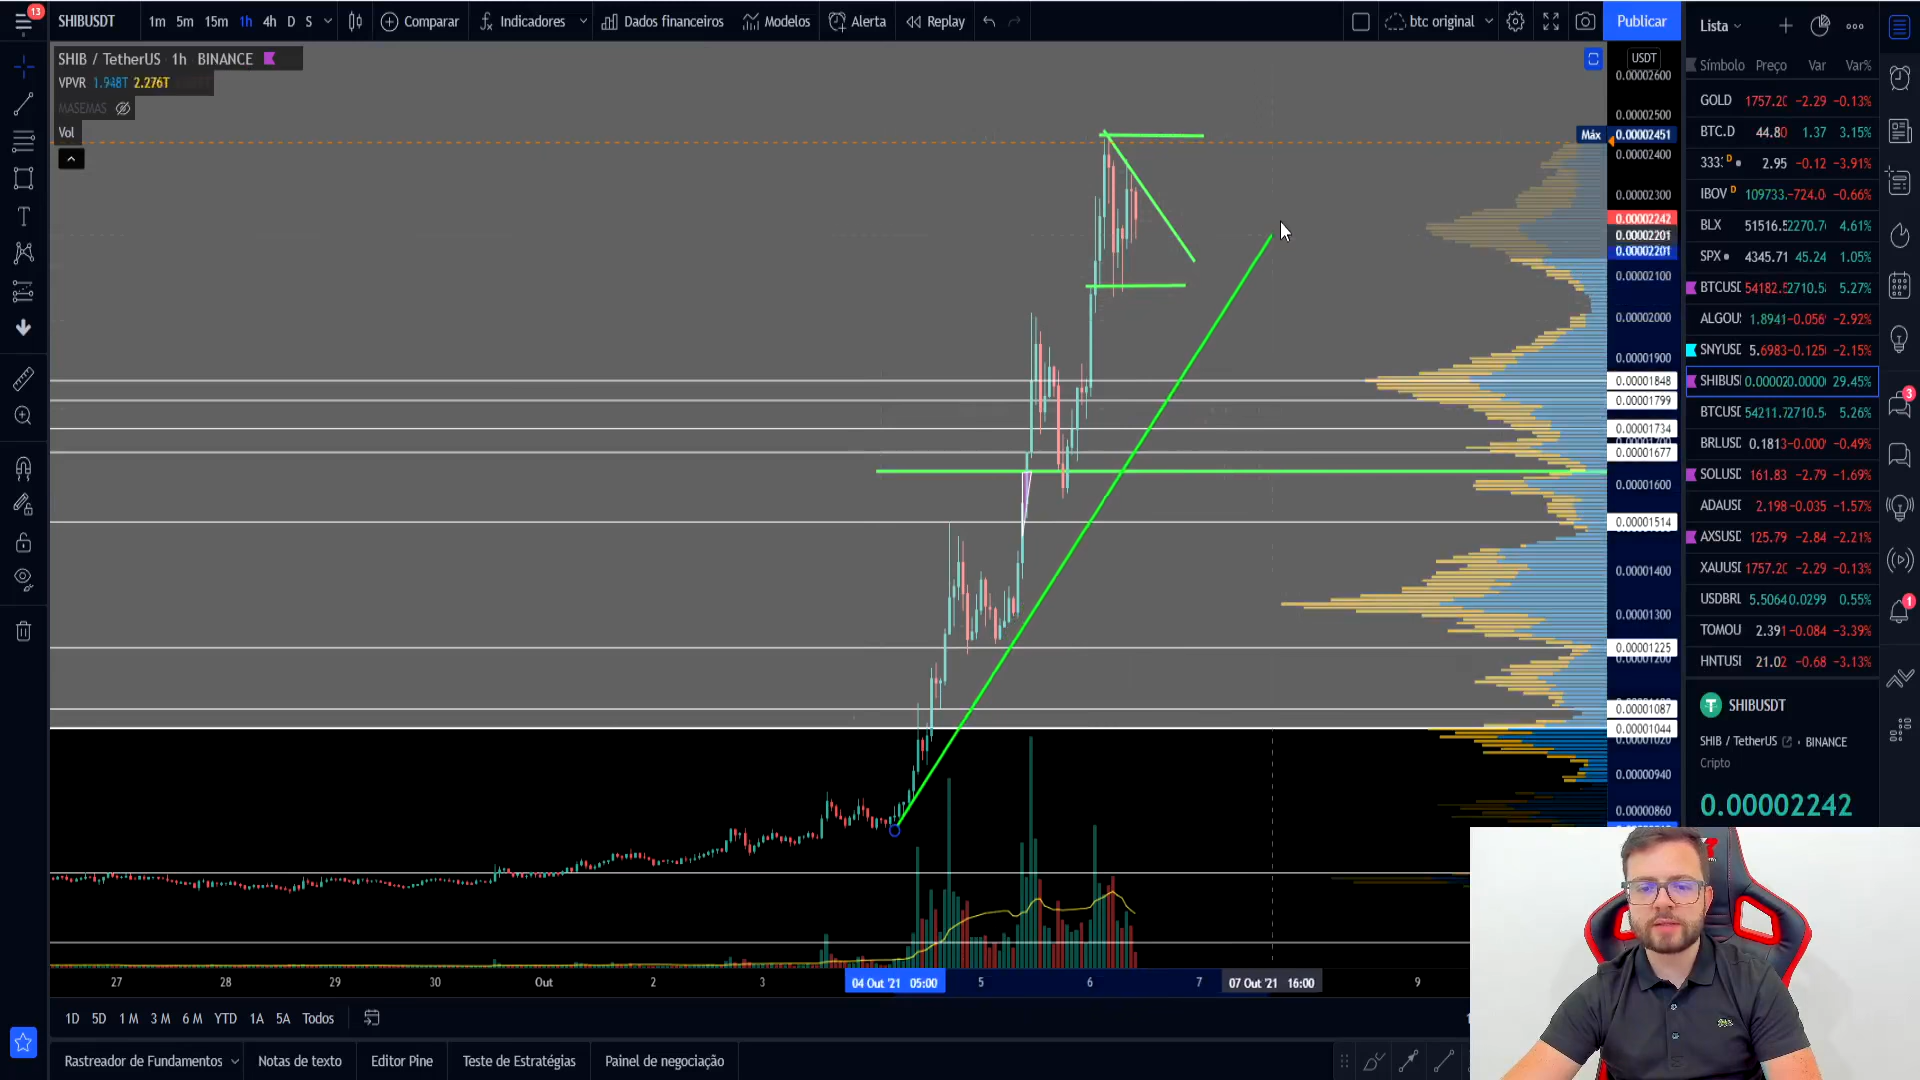 13
SHIBUSDT
1m 5m 15m 1h 4h D S
Comparar
Indicadores
Dados financeiros
Modelos
Alerta
Replay
btc original
Publicar
Lista
SHIB / TetherUS 1h BINANCE
VPVR 1.948T 2.276T
MASEMAS
Vol
USDT
0.00002600
0.00002500
Máx 0.00002451
0.00002400
0.00002300
0.00002242
0.00002201
0.00002201
0.00002100
0.00002000
0.00001900
0.00001848
0.00001799
0.00001734
0.00001677
0.00001600
0.00001514
0.00001400
0.00001300
0.00001225
0.00001200
0.00001087
0.00001044
0.00001020
0.00000940
0.00000860
Símbolo Preço Var Var%
GOLD 1757.20 −2.29 −0.13%
BTC.D 44.80 1.37 3.15%
333: D 2.95 −0.12 −3.91%
IBOV D 109733. −724.0 −0.66%
BLX 51516.5 2270.7 4.61%
SPX 4345.71 45.24 1.05%
BTCUSD 54182.5 2710.5 5.27%
ALGOU 1.8941 −0.056 −2.92%
SNYUSD 5.6983 −0.125 −2.15%
SHIBUS 0.00002 0.0000 29.45%
BTCUSD 54211.7 2710.5 5.26%
BRLUSD 0.1813 −0.000 −0.49%
SOLUSD 161.83 −2.79 −1.69%
ADAUSD 2.198 −0.035 −1.57%
AXSUSD 125.79 −2.84 −2.21%
XAUUSD 1757.20 −2.29 −0.13%
USDBRL 5.5064 0.0299 0.55%
TOMOU 2.391 −0.084 −3.39%
HNTUSD 21.02 −0.68 −3.13%
3
1
SHIBUSDT
SHIB / TetherUS • BINANCE
Cripto
0.00002242
27 28 29 30 Out 2 3 04 Out '21 05:00 5 6 7 07 Out '21 16:00 9
1D 5D 1M 3M 6M YTD 1A 5A Todos
Rastreador de Fundamentos
Notas de texto
Editor Pine
Teste de Estratégias
Painel de negociação